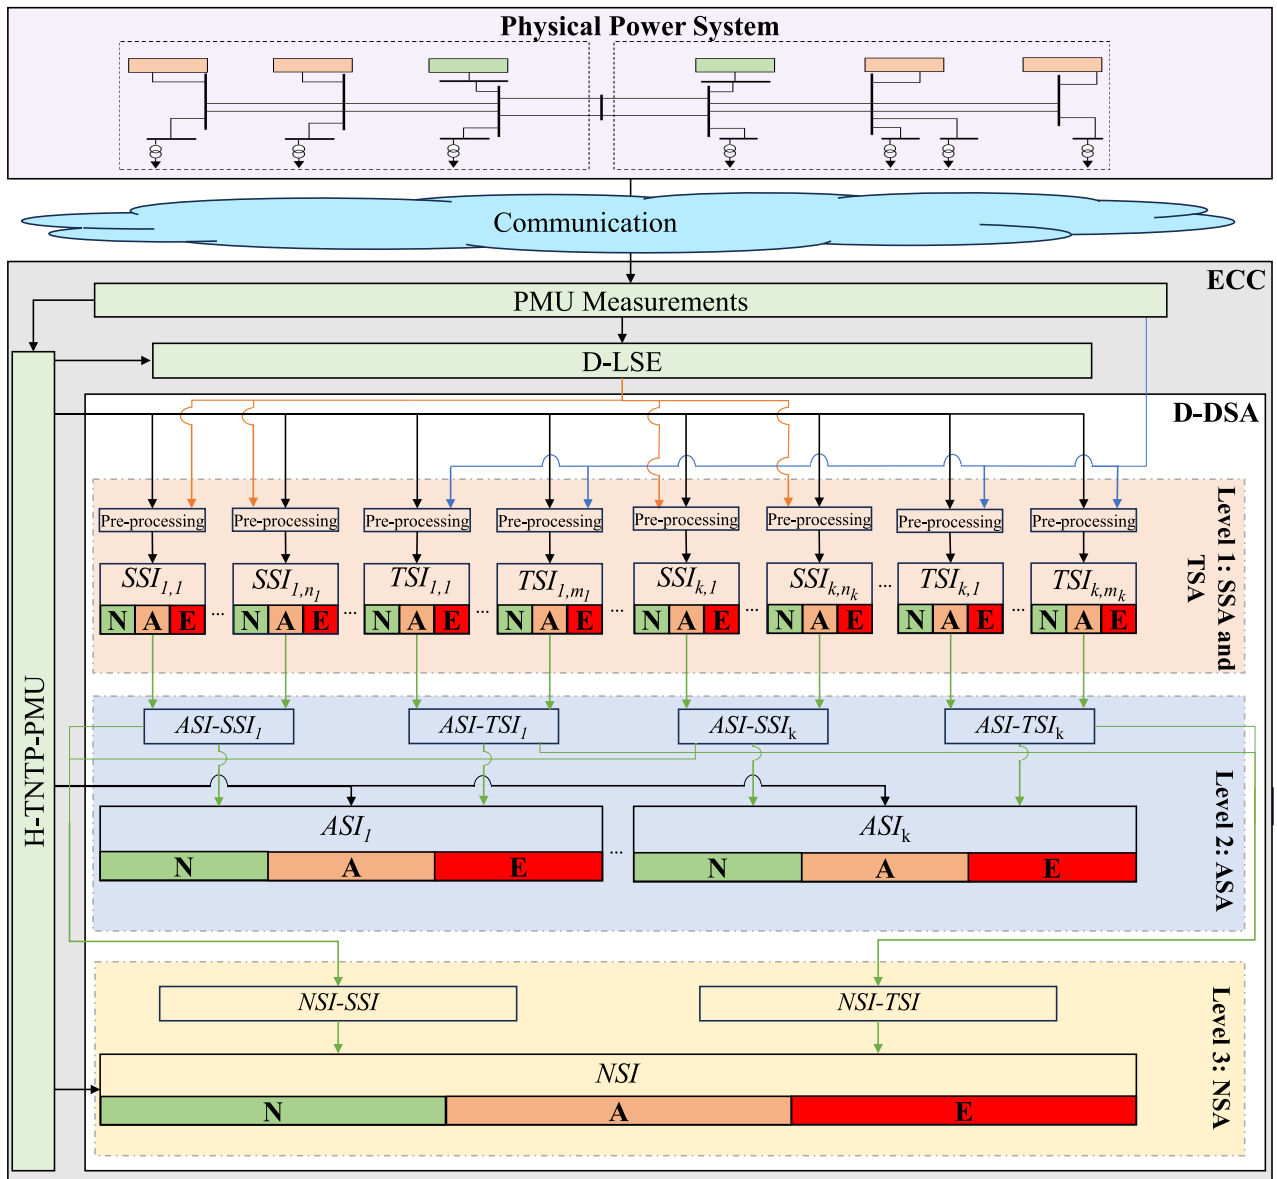 Physical Power System
Communication
ECC
PMU Measurements
D-LSE
D-DSA
H-TNTP-PMU
Level 1: SSA and
TSA
Pre-processing Pre-processing Pre-processing Pre-processing Pre-processing Pre-processing Pre-processing Pre-processing
SSI1,1 SSI1,n1 TSI1,1 TSI1,m1 SSIk,1 SSIk,nk TSIk,1 TSIk,mk
N A E ... N A E ... N A E ... N A E ... N A E ... N A E ... N A E ... N A E
Level 2: ASA
ASI-SSI1 ASI-TSI1 ASI-SSIk ASI-TSIk
ASI1 ... ASIk
N A E N A E
Level 3: NSA
NSI-SSI NSI-TSI
NSI
N A E